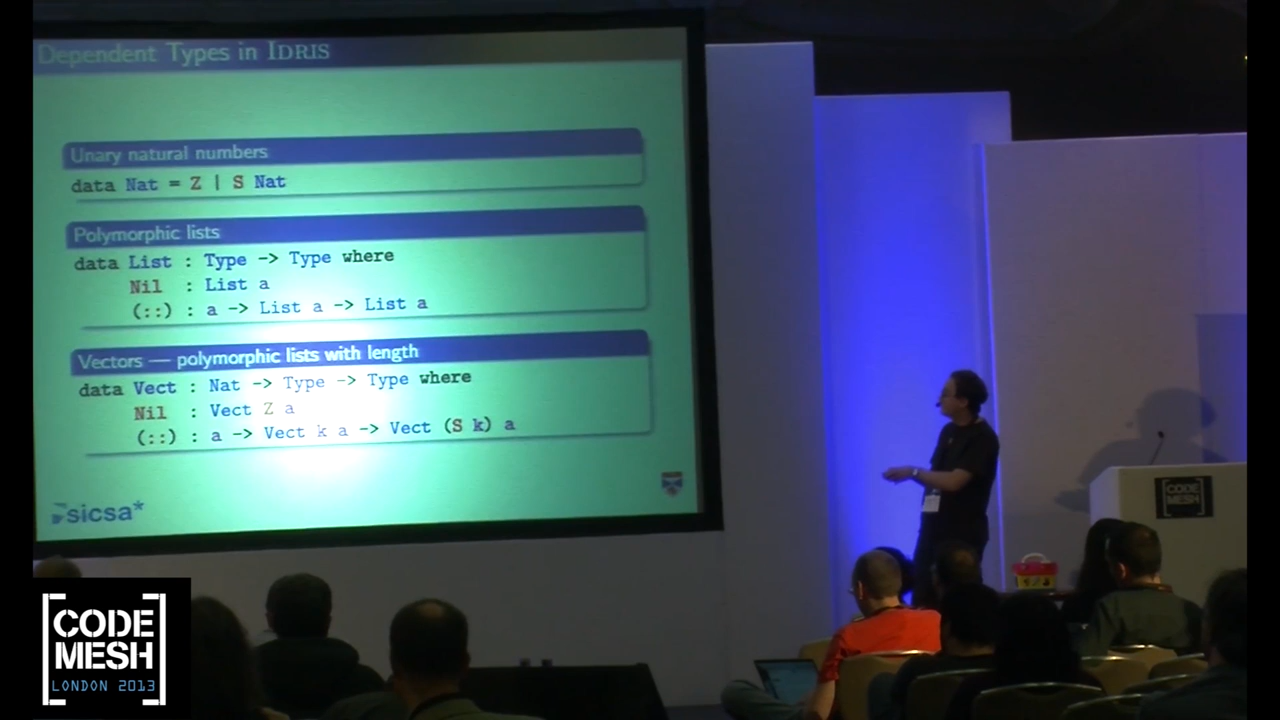 Dependent Types in IDRIS
Unary natural numbers
data Nat = Z | S Nat
Polymorphic lists
data List : Type -> Type where
Nil : List a
(::) : a -> List a -> List a
Vectors — polymorphic lists with length
data Vect : Nat -> Type -> Type where
Nil : Vect Z a
(::) : a -> Vect k a -> Vect (S k) a
sicsa*
[CODE
MESH]
[CODE
MESH]
LONDON 2013